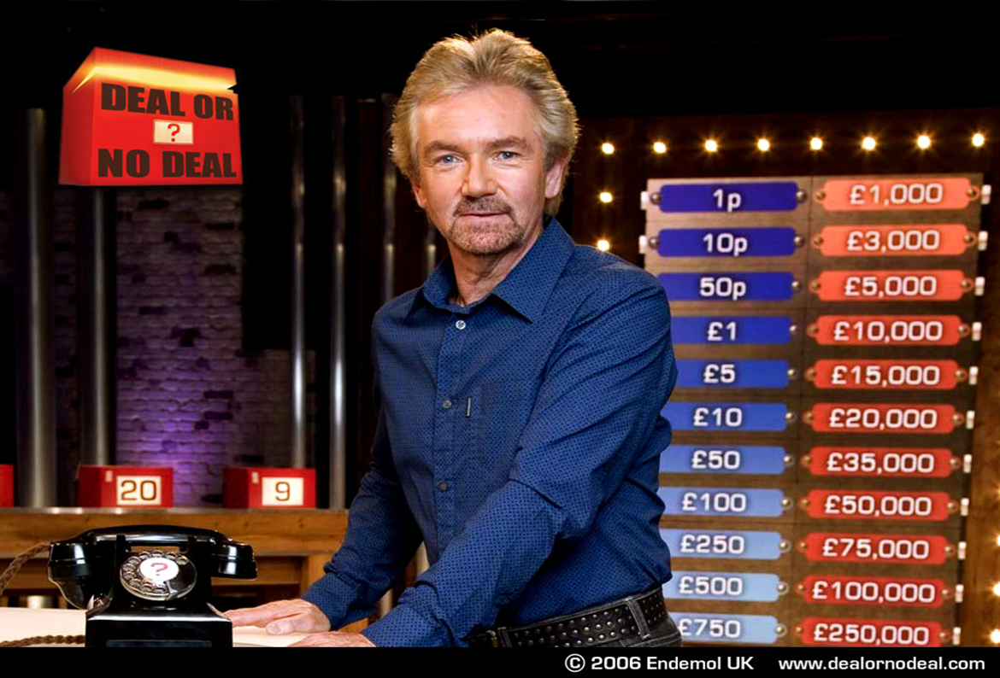 DEAL OR
?
NO DEAL
1p £1,000
10p £3,000
50p £5,000
£1 £10,000
£5 £15,000
£10 £20,000
£50 £35,000
£100 £50,000
£250 £75,000
£500 £100,000
£750 £250,000
20
9
?
© 2006 Endemol UK www.dealornodeal.com